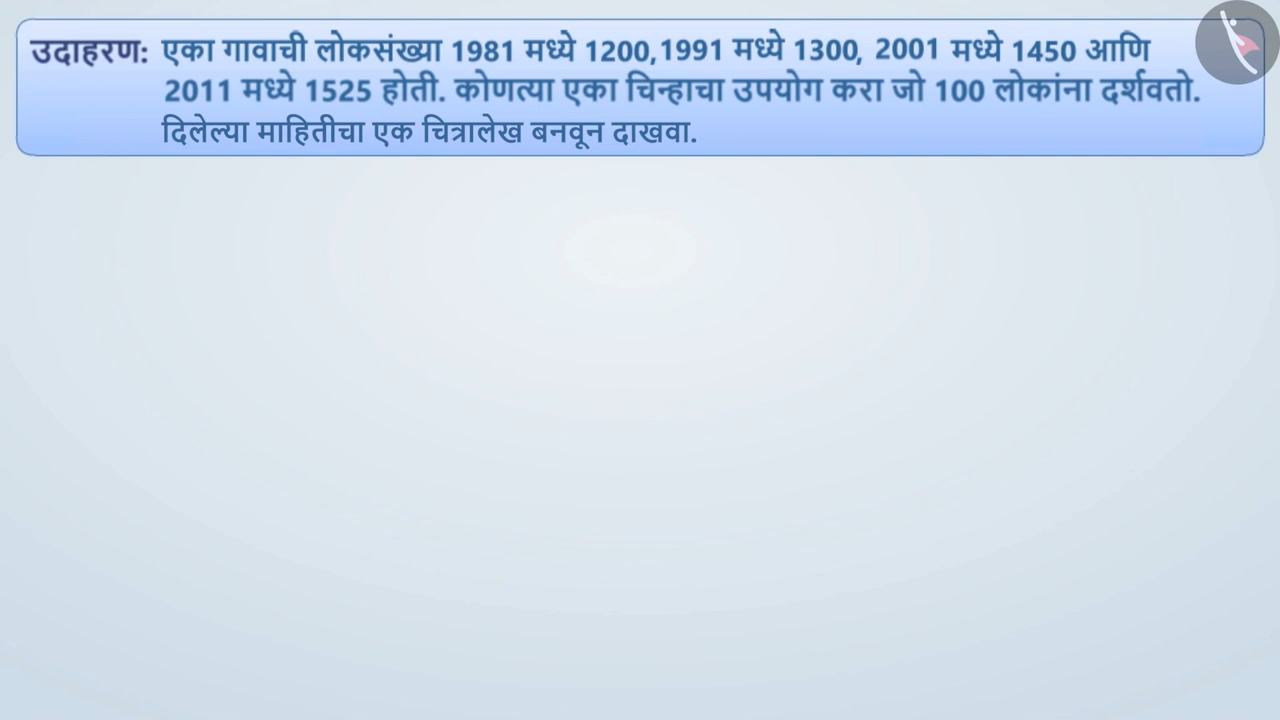 उदाहरण: एका गावाची लोकसंख्या 1981 मध्ये 1200,1991 मध्ये 1300, 2001 मध्ये 1450 आणि
2011 मध्ये 1525 होती. कोणत्या एका चिन्हाचा उपयोग करा जो 100 लोकांना दर्शवतो.
दिलेल्या माहितीचा एक चित्रालेख बनवून दाखवा.